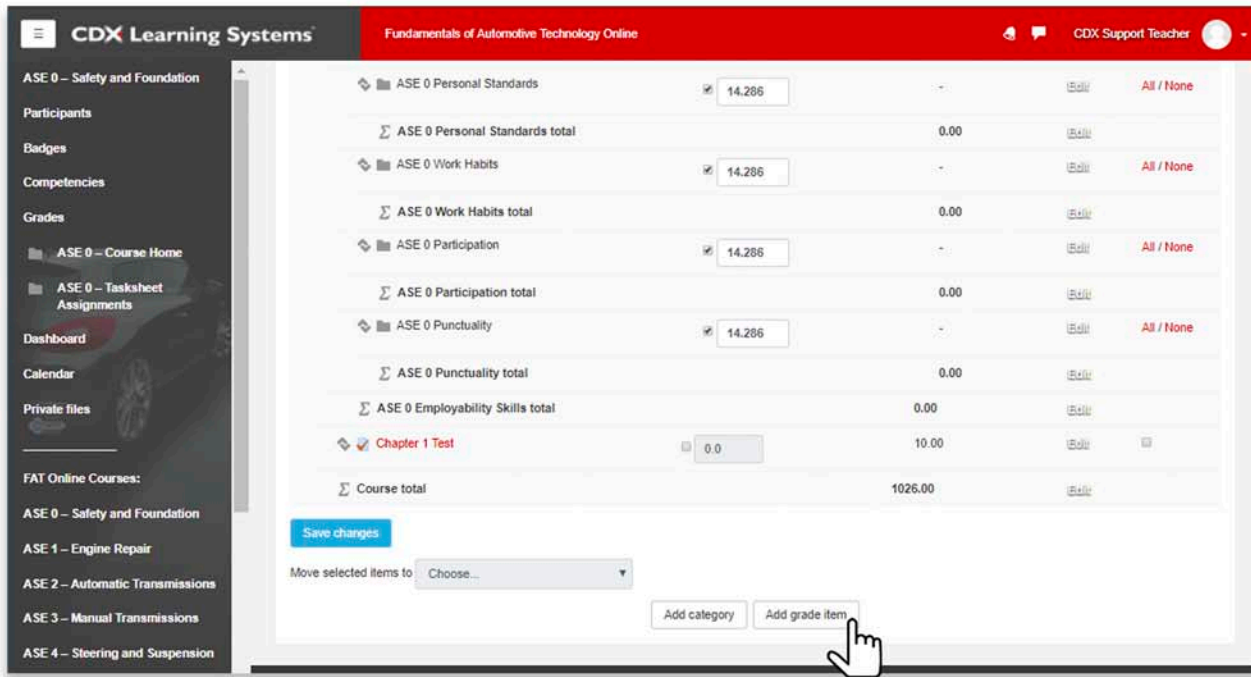 CDX Learning Systems
Fundamentals of Automotive Technology Online
CDX Support Teacher
ASE 0 – Safety and Foundation
Participants
Badges
Competencies
Grades
ASE 0 – Course Home
ASE 0 – Tasksheet
Assignments
Dashboard
Calendar
Private files
FAT Online Courses:
ASE 0 – Safety and Foundation
ASE 1 – Engine Repair
ASE 2 – Automatic Transmissions
ASE 3 – Manual Transmissions
ASE 4 – Steering and Suspension
ASE 0 Personal Standards 14.286 - Edit All / None
Σ ASE 0 Personal Standards total 0.00 Edit
ASE 0 Work Habits 14.286 - Edit All / None
Σ ASE 0 Work Habits total 0.00 Edit
ASE 0 Participation 14.286 - Edit All / None
Σ ASE 0 Participation total 0.00 Edit
ASE 0 Punctuality 14.286 - Edit All / None
Σ ASE 0 Punctuality total 0.00 Edit
Σ ASE 0 Employability Skills total 0.00 Edit
Chapter 1 Test 0.0 10.00 Edit
Σ Course total 1026.00 Edit
Save changes
Move selected items to Choose...
Add category Add grade item